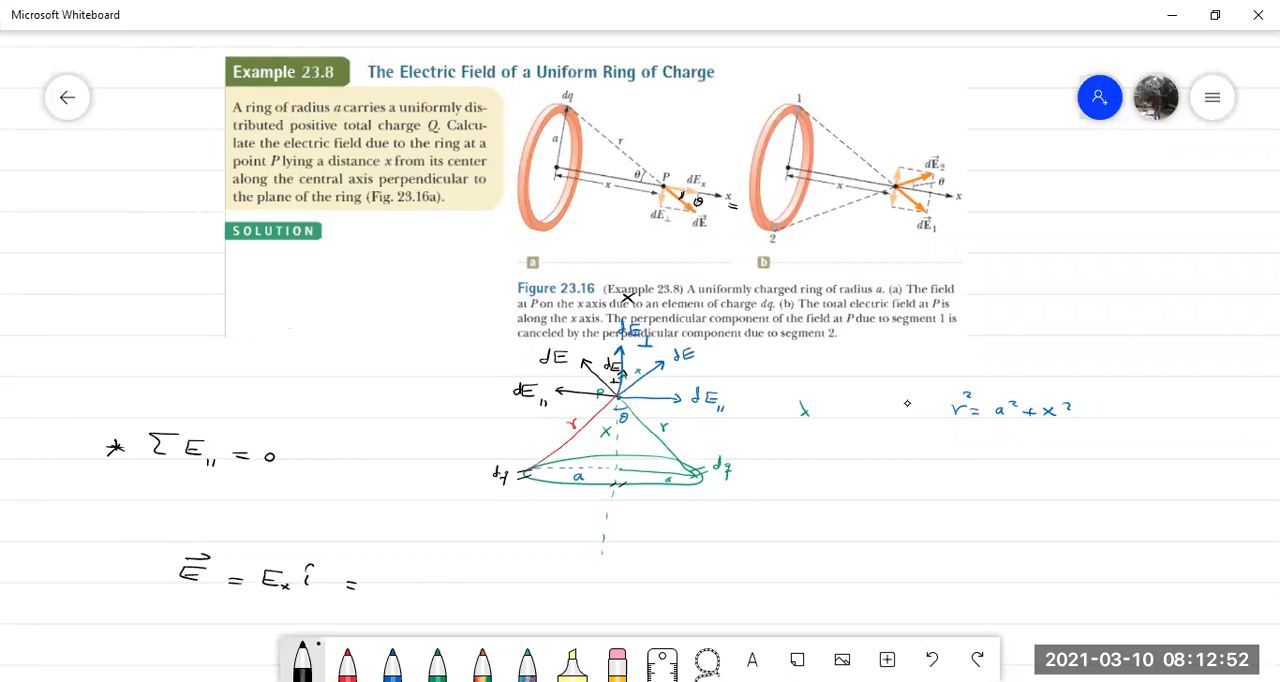 Microsoft Whiteboard
Example 23.8 The Electric Field of a Uniform Ring of Charge
A ring of radius a carries a uniformly dis-
tributed positive total charge Q. Calcu-
late the electric field due to the ring at a
point P lying a distance x from its center
along the central axis perpendicular to
the plane of the ring (Fig. 23.16a).
SOLUTION
dq
a
r
θ
P
dEx
x
x
θ
=
dE⊥
dE⃗
a
1
dE⃗2
θ
x
x
dE⃗1
2
b
Figure 23.16 (Example 23.8) A uniformly charged ring of radius a. (a) The field
at P on the x axis due to an element of charge dq. (b) The total electric field at P is
along the x axis. The perpendicular component of the field at P due to segment 1 is
canceled by the perpendicular component due to segment 2.
x
dE⊥
dE
dE⊥
x
dE
dE||
P
dE||
θ
r
x
r
λ
r² = a² + x²
* Σ E|| = 0
dq
a
a
dq
E⃗ = Ex î =
A
2021-03-10 08:12:52